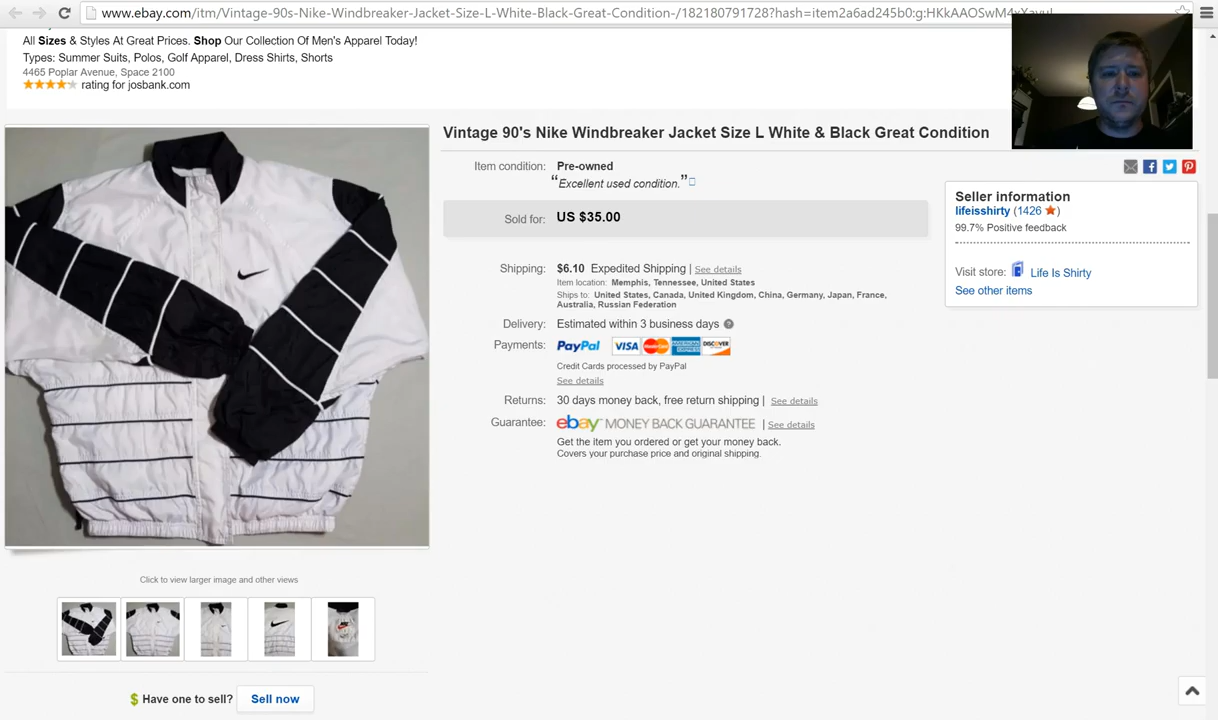 www.ebay.com/itm/Vintage-90s-Nike-Windbreaker-Jacket-Size-L-White-Black-Great-Condition-/182180791728?hash=item2a6ad245b0:g:HKkAAOSwM4xXayuI
All Sizes & Styles At Great Prices. Shop Our Collection Of Men's Apparel Today!
Types: Summer Suits, Polos, Golf Apparel, Dress Shirts, Shorts
4465 Poplar Avenue, Space 2100
rating for josbank.com
Vintage 90's Nike Windbreaker Jacket Size L White & Black Great Condition
Item condition: Pre-owned
“Excellent used condition.”
Seller information
lifeisshirty (1426)
99.7% Positive feedback
Sold for: US $35.00
Shipping: $6.10 Expedited Shipping | See details
Item location: Memphis, Tennessee, United States
Ships to: United States, Canada, United Kingdom, China, Germany, Japan, France,
Australia, Russian Federation
Visit store: Life Is Shirty
See other items
Delivery: Estimated within 3 business days
Payments: PayPal VISA MasterCard AMERICAN EXPRESS DISCOVER
Credit Cards processed by PayPal
See details
Returns: 30 days money back, free return shipping | See details
Guarantee: ebay MONEY BACK GUARANTEE | See details
Get the item you ordered or get your money back.
Covers your purchase price and original shipping.
Click to view larger image and other views
Have one to sell? Sell now